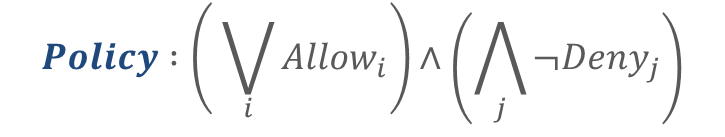 Policy : (⋁_i Allow_i) ∧ (⋀_j ¬Deny_j)